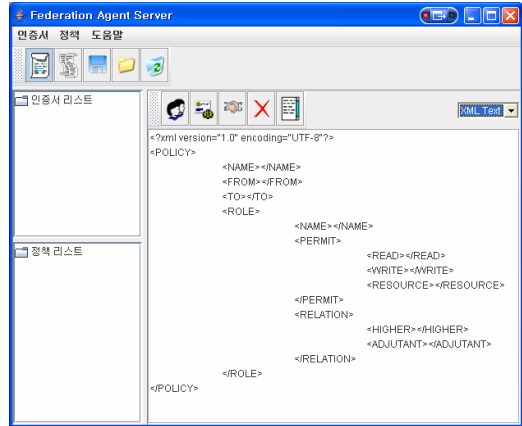 Federation Agent Server
인증서 정책 도움말
인증서 리스트
정책 리스트
XML Text
<?xml version="1.0" encoding="UTF-8"?>
<POLICY>
<NAME></NAME>
<FROM></FROM>
<TO></TO>
<ROLE>
<NAME></NAME>
<PERMIT>
<READ></READ>
<WRITE></WRITE>
<RESOURCE></RESOURCE>
</PERMIT>
<RELATION>
<HIGHER></HIGHER>
<ADJUTANT></ADJUTANT>
</RELATION>
</ROLE>
</POLICY>